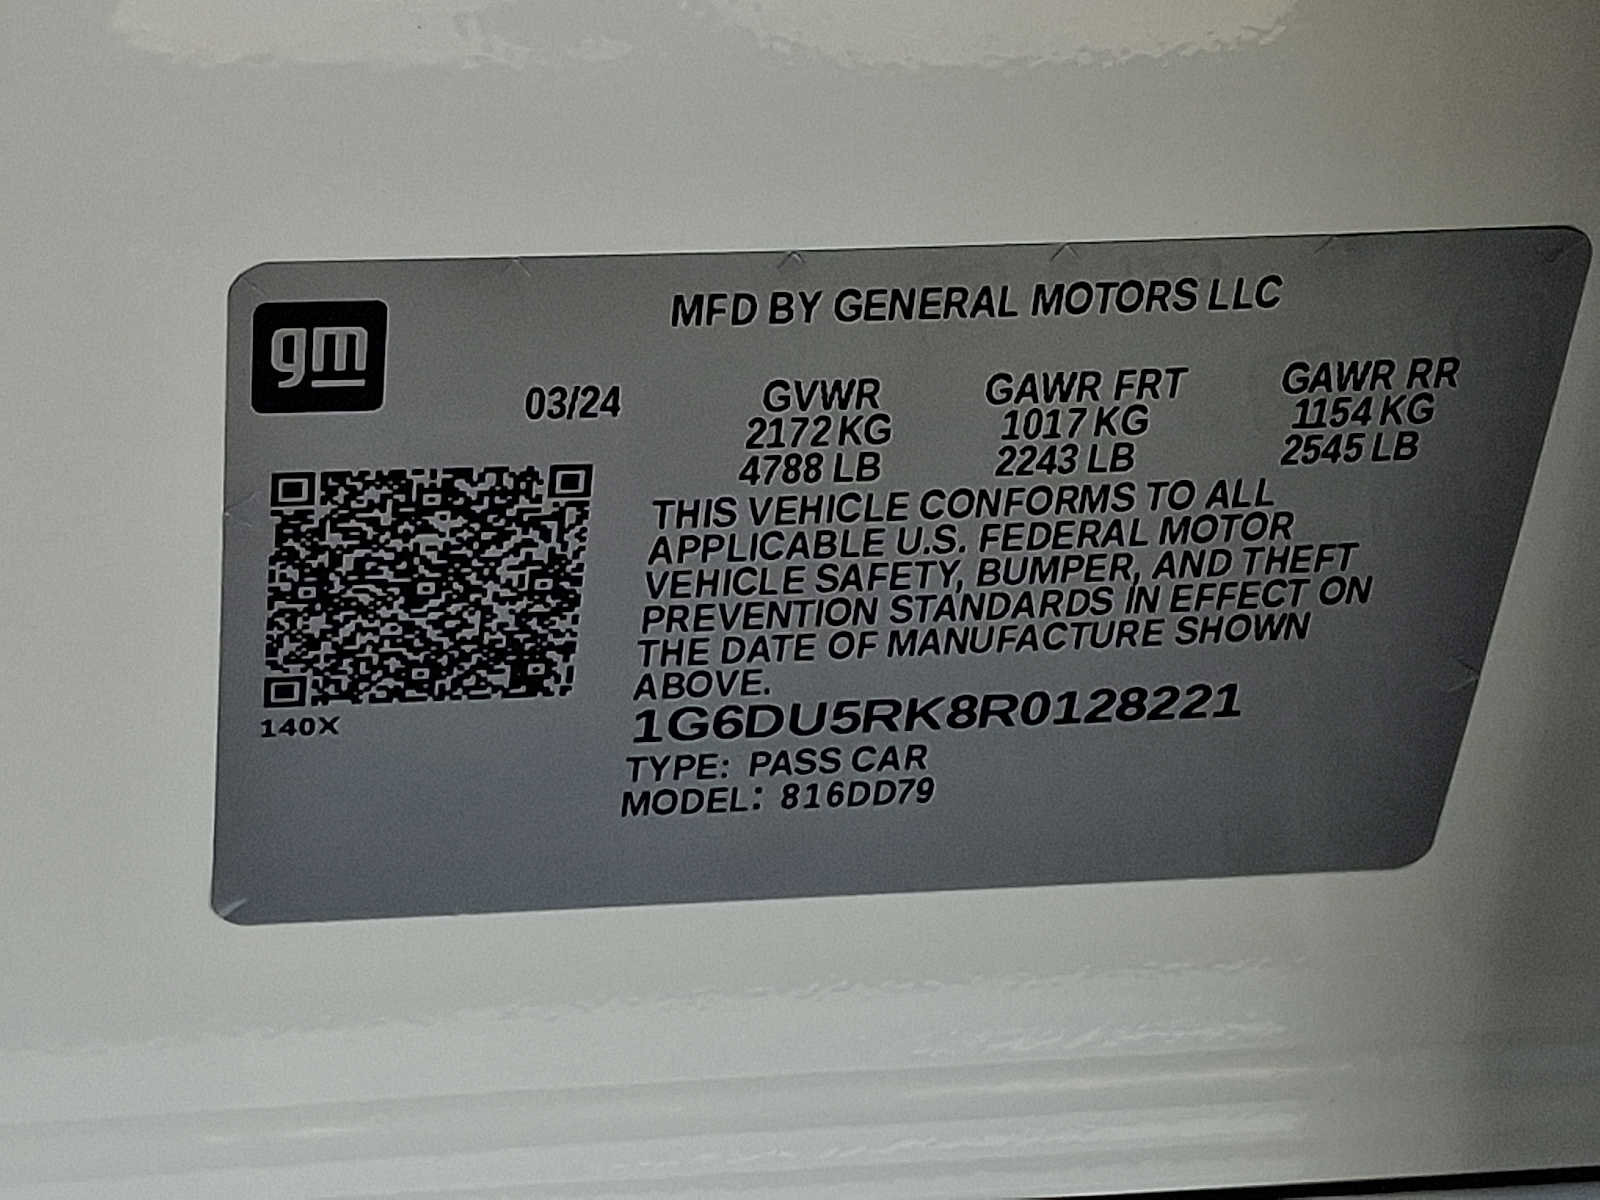 MFD BY GENERAL MOTORS LLC
gm
03/24
GVWR GAWR FRT GAWR RR
2172 KG 1017 KG 1154 KG
4788 LB 2243 LB 2545 LB
THIS VEHICLE CONFORMS TO ALL
APPLICABLE U.S. FEDERAL MOTOR
VEHICLE SAFETY, BUMPER, AND THEFT
PREVENTION STANDARDS IN EFFECT ON
THE DATE OF MANUFACTURE SHOWN
ABOVE.
140X
1G6DU5RK8R0128221
TYPE: PASS CAR
MODEL: 816DD79